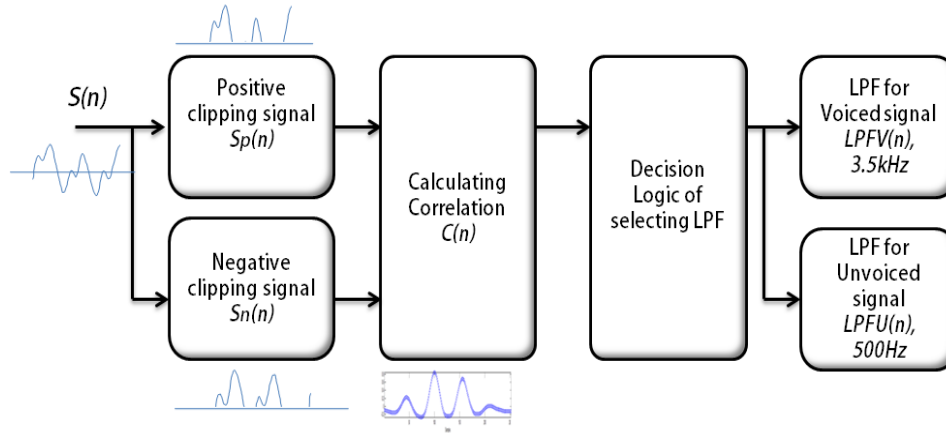 S(n)
Positive
clipping signal
Sp(n)
Negative
clipping signal
Sn(n)
Calculating
Correlation
C(n)
Decision
Logic of
selecting LPF
LPF for
Voiced signal
LPFV(n),
3.5kHz
LPF for
Unvoiced
signal
LPFU(n),
500Hz